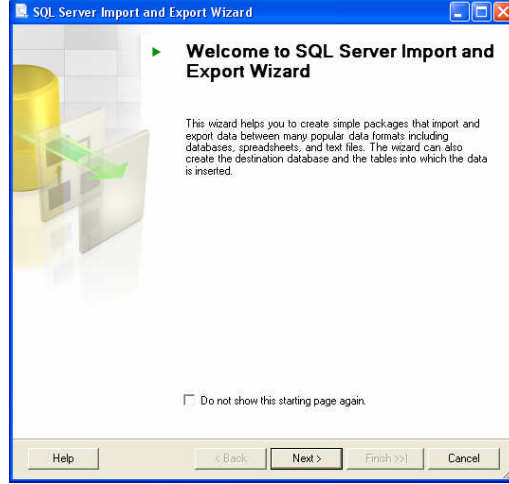 SQL Server Import and Export Wizard
Welcome to SQL Server Import and
Export Wizard
This wizard helps you to create simple packages that import and
export data between many popular data formats including
databases, spreadsheets, and text files. The wizard can also
create the destination database and the tables into which the data
is inserted.
Do not show this starting page again.
Help < Back Next > Finish >>| Cancel